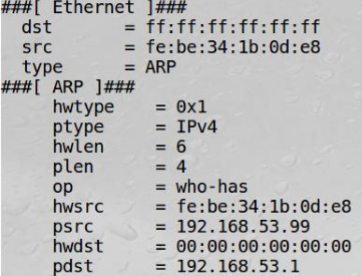 ###[ Ethernet ]###
  dst       = ff:ff:ff:ff:ff:ff
  src       = fe:be:34:1b:0d:e8
  type      = ARP
###[ ARP ]###
     hwtype    = 0x1
     ptype     = IPv4
     hwlen     = 6
     plen      = 4
     op        = who-has
     hwsrc     = fe:be:34:1b:0d:e8
     psrc      = 192.168.53.99
     hwdst     = 00:00:00:00:00:00
     pdst      = 192.168.53.1